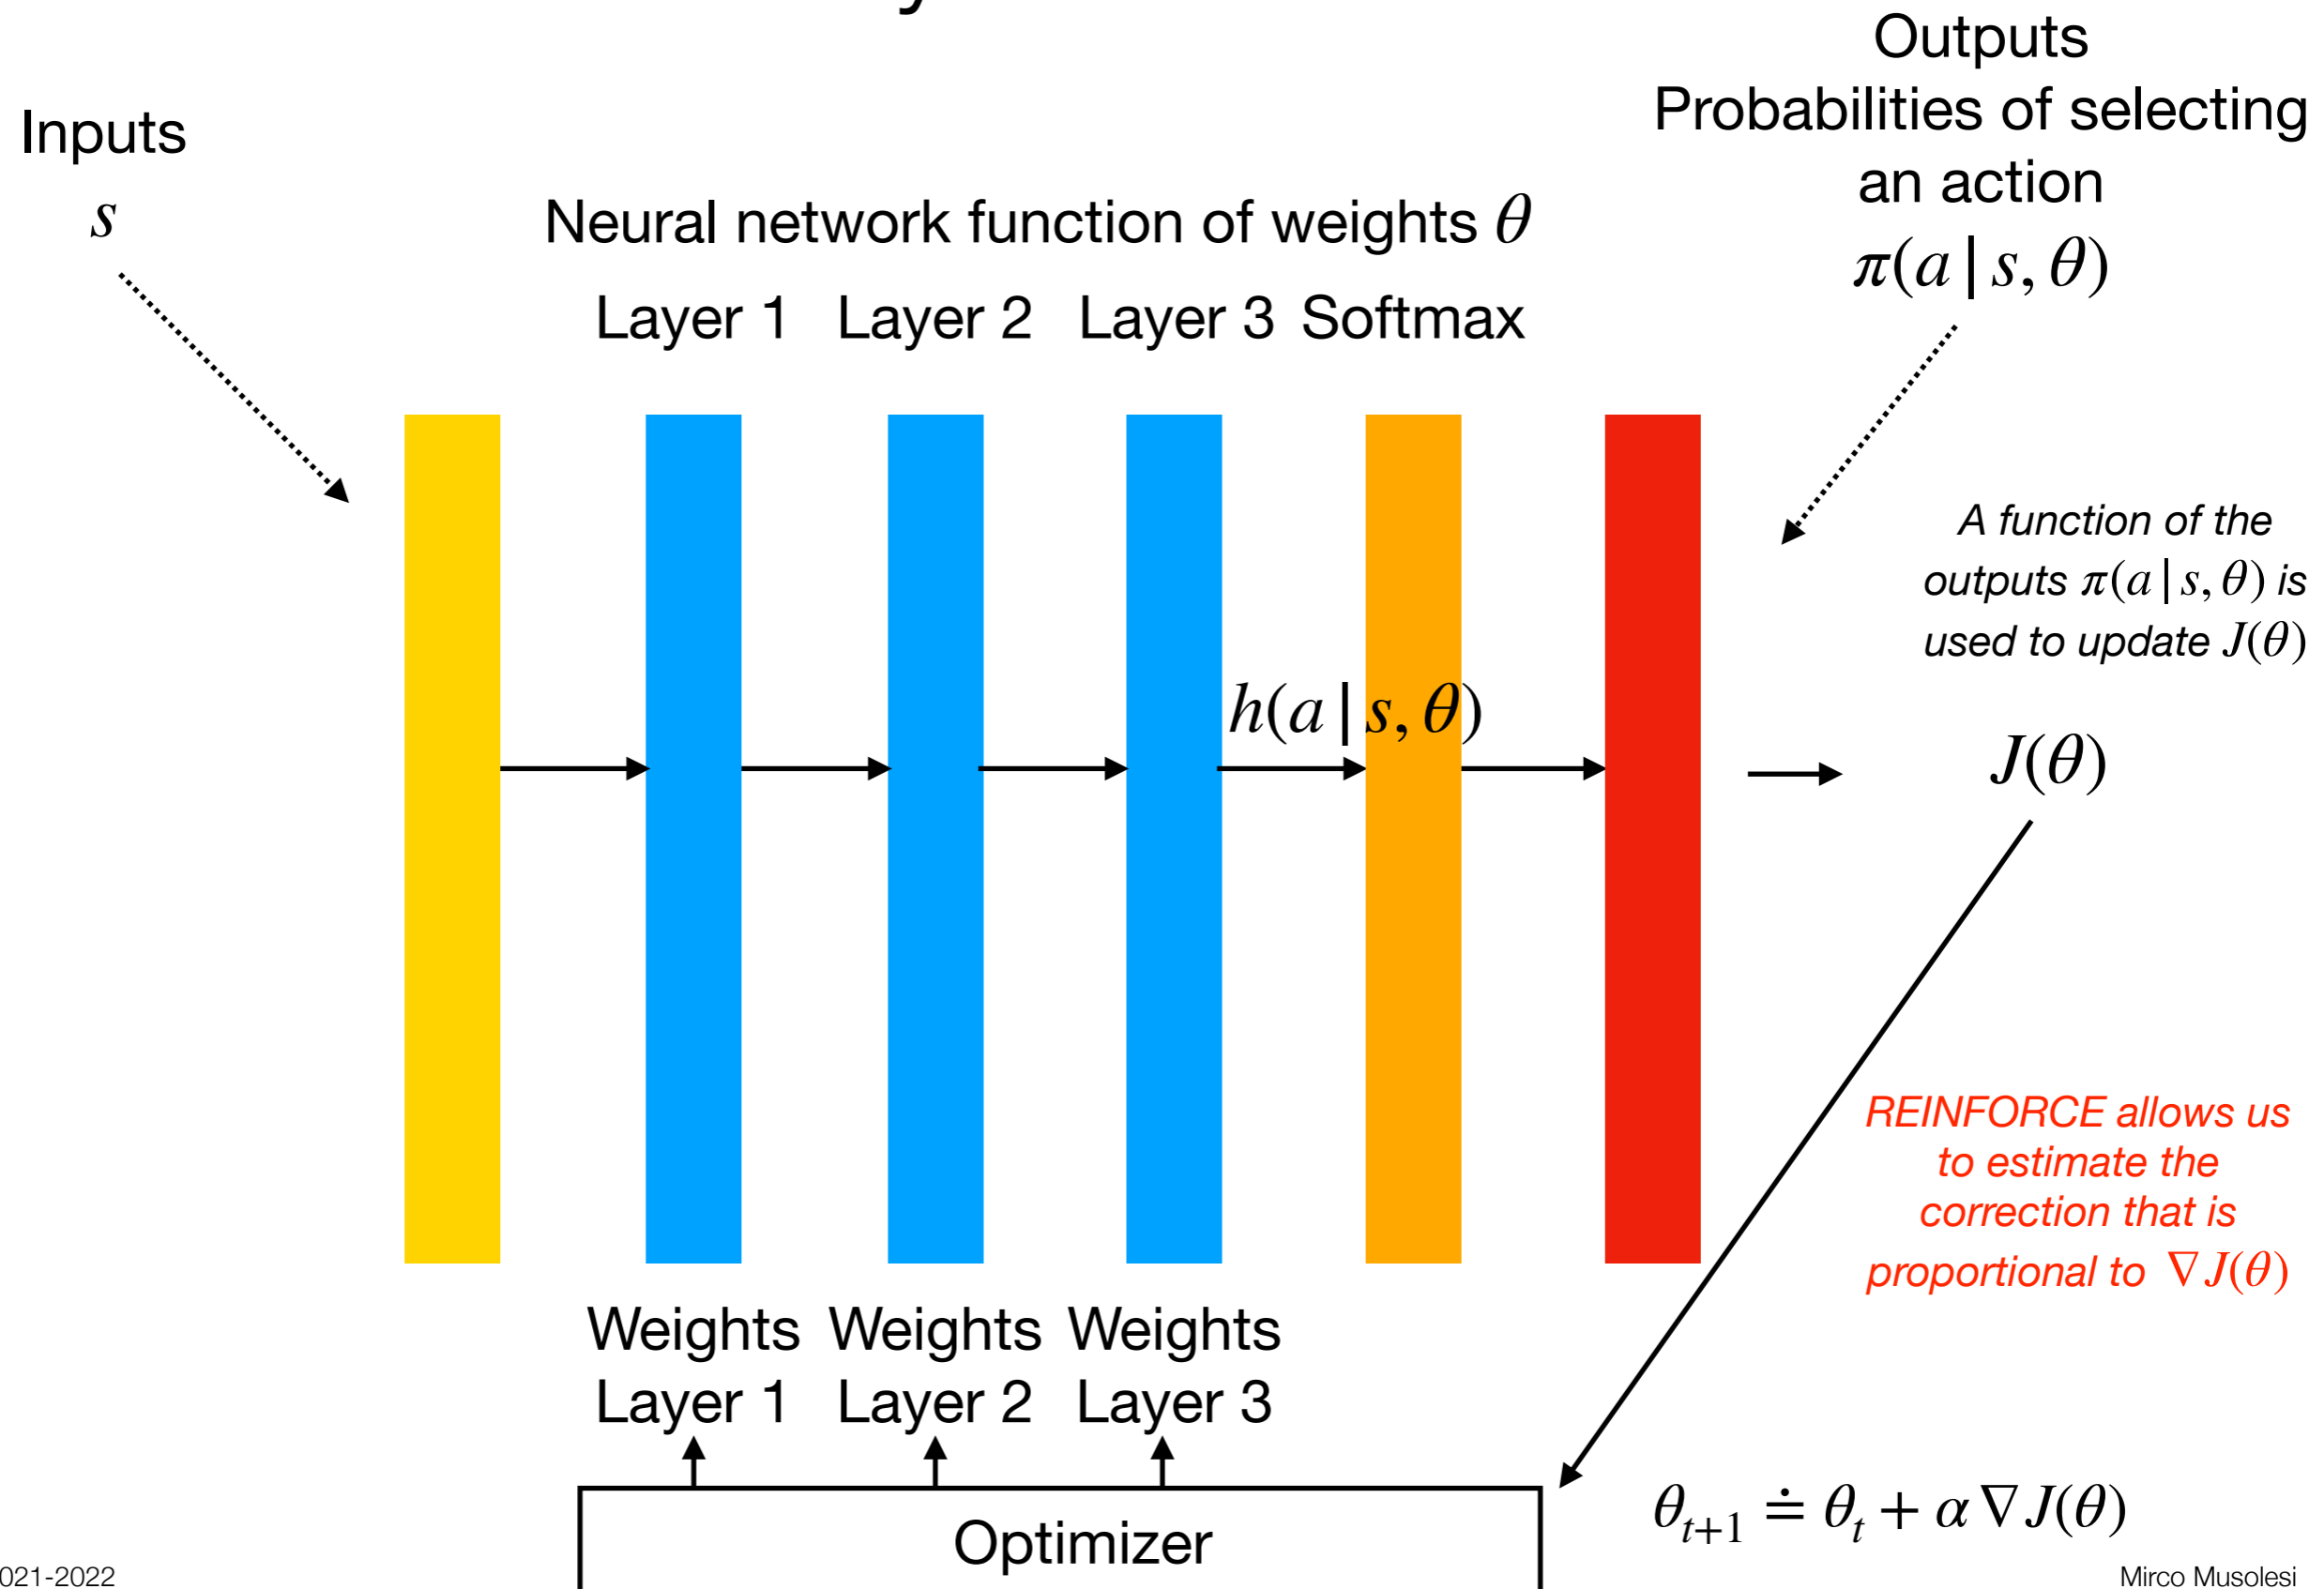 Inputs
s
Neural network function of weights θ
Layer 1 Layer 2 Layer 3 Softmax
Outputs
Probabilities of selecting
an action
π(a | s, θ)
A function of the
outputs π(a | s, θ) is
used to update J(θ)
h(a | s, θ)
J(θ)
REINFORCE allows us
to estimate the
correction that is
proportional to ∇J(θ)
Weights Weights Weights
Layer 1 Layer 2 Layer 3
Optimizer
θ_{t+1} ≐ θ_t + α∇J(θ)
021-2022
Mirco Musolesi